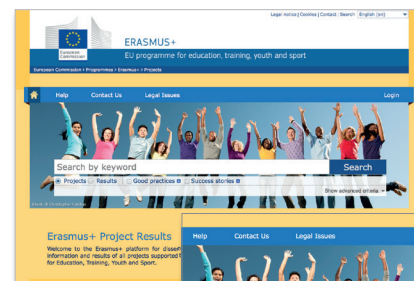 Legal notice | Cookies | Contact | Search English (en)
European
Commission
ERASMUS+
EU programme for education, training, youth and sport
European Commission > Programmes > Erasmus+ > Projects
Help Contact Us Legal Issues Login
Search by keyword Search
Projects Results Good practices Success stories
Show advanced criteria
Erasmus+ Project Results
Welcome to the Erasmus+ platform for dissem
information and results of all projects supported
for Education, Training, Youth and Sport.
Help Contact Us Legal Issues